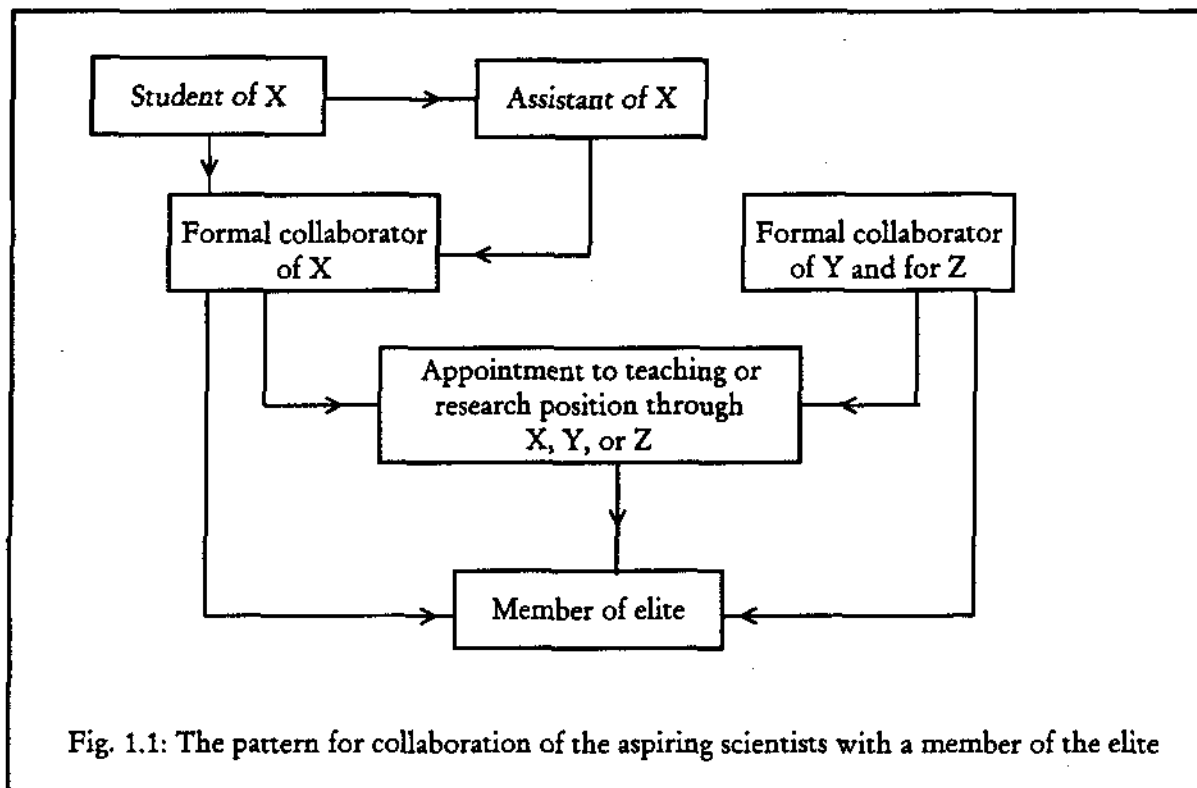 Student of X
Assistant of X
Formal collaborator
of X
Formal collaborator
of Y and for Z
Appointment to teaching or
research position through
X, Y, or Z
Member of elite
Fig. 1.1: The pattern for collaboration of the aspiring scientists with a member of the elite